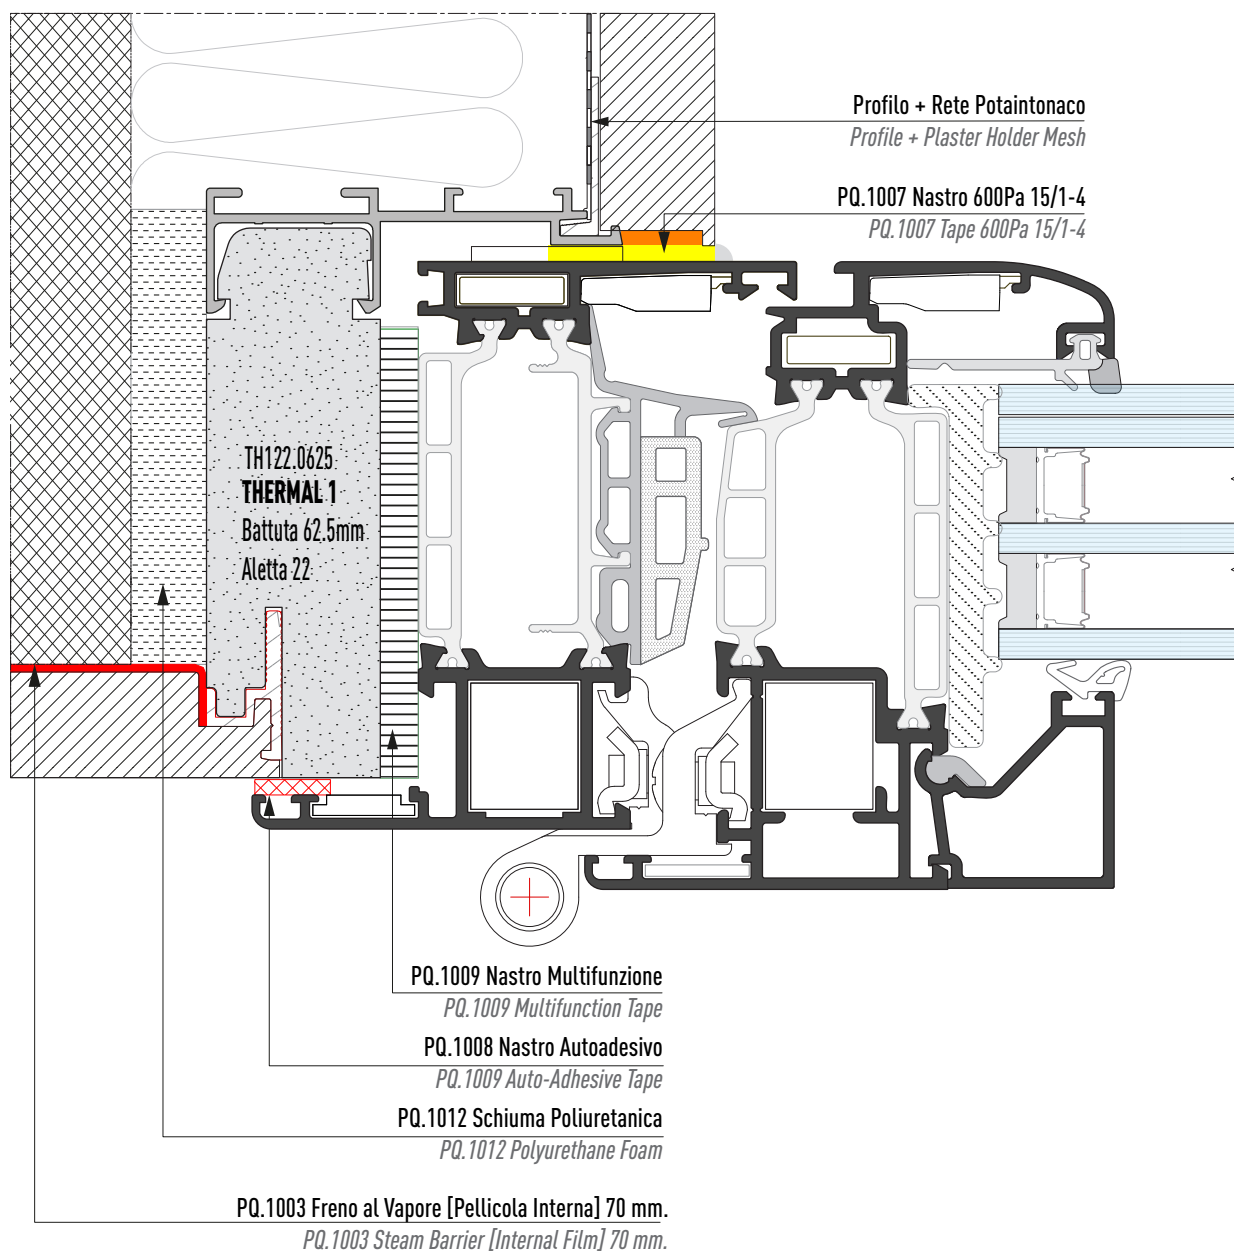 Profilo + Rete Potaintonaco
Profile + Plaster Holder Mesh
PQ.1007 Nastro 600Pa 15/1-4
PQ.1007 Tape 600Pa 15/1-4
TH122.0625
THERMAL 1
Battuta 62.5mm
Aletta 22
PQ.1009 Nastro Multifunzione
PQ.1009 Multifunction Tape
PQ.1008 Nastro Autoadesivo
PQ.1009 Auto-Adhesive Tape
PQ.1012 Schiuma Poliuretanica
PQ.1012 Polyurethane Foam
PQ.1003 Freno al Vapore [Pellicola Interna] 70 mm.
PQ.1003 Steam Barrier [Internal Film] 70 mm.